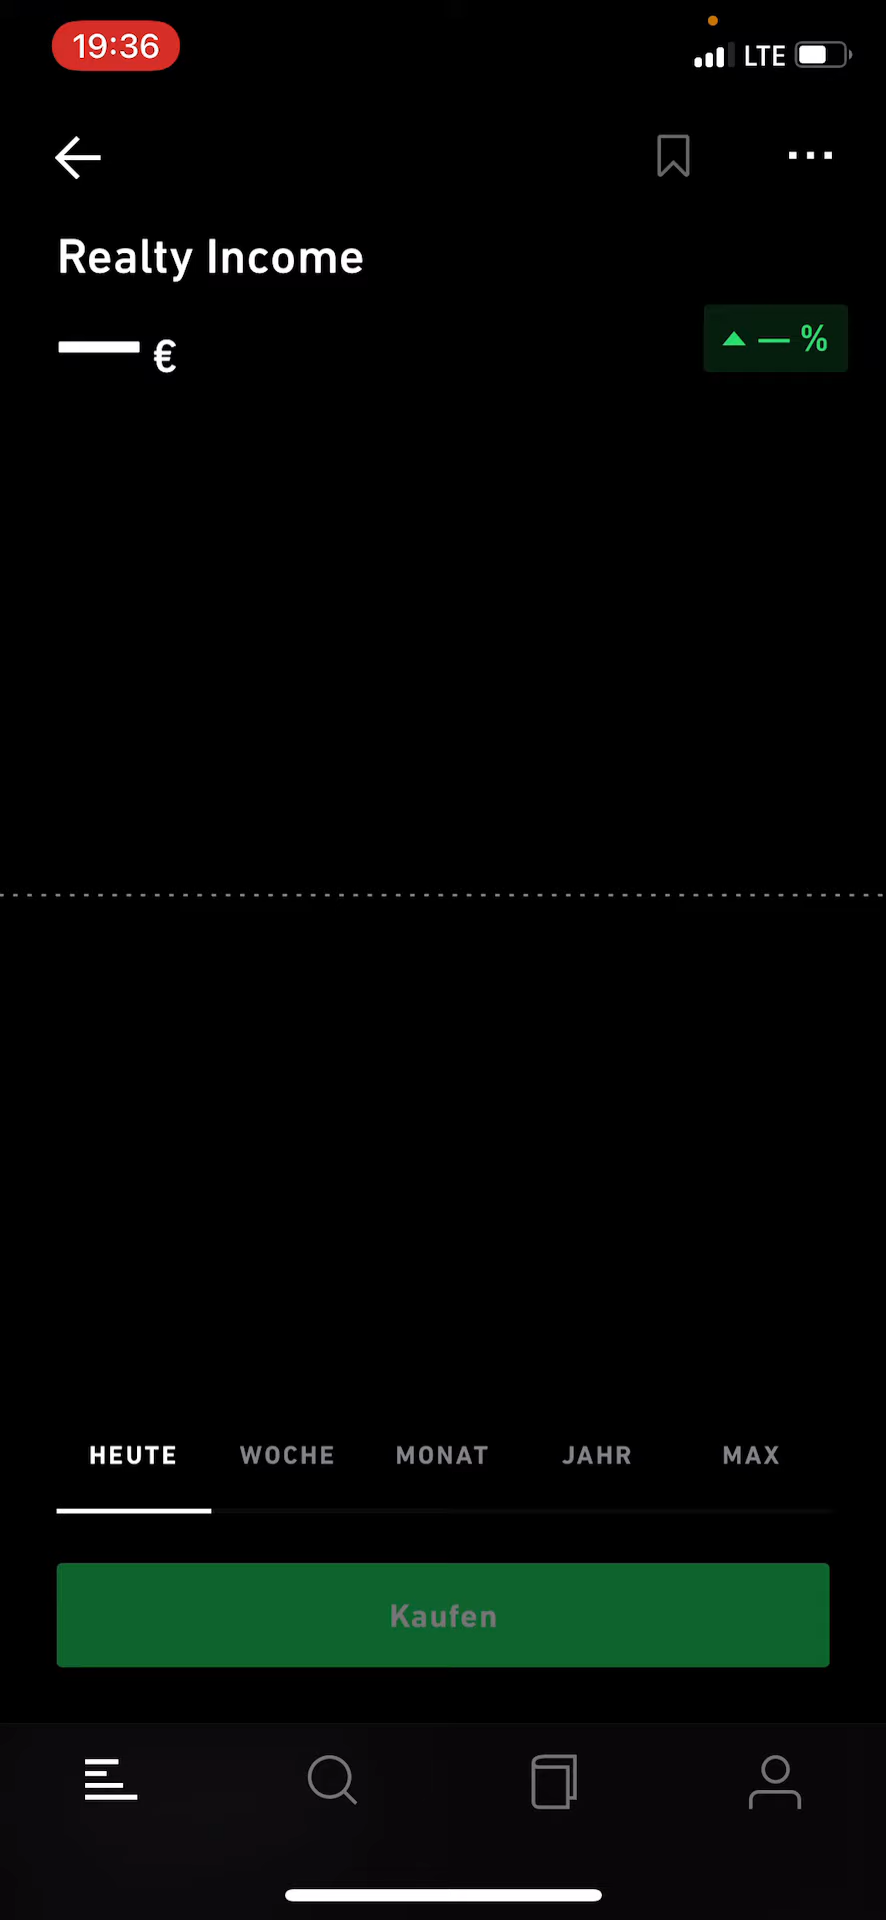 19:36
LTE
Realty Income
— €
— %
HEUTE WOCHE MONAT JAHR MAX
Kaufen